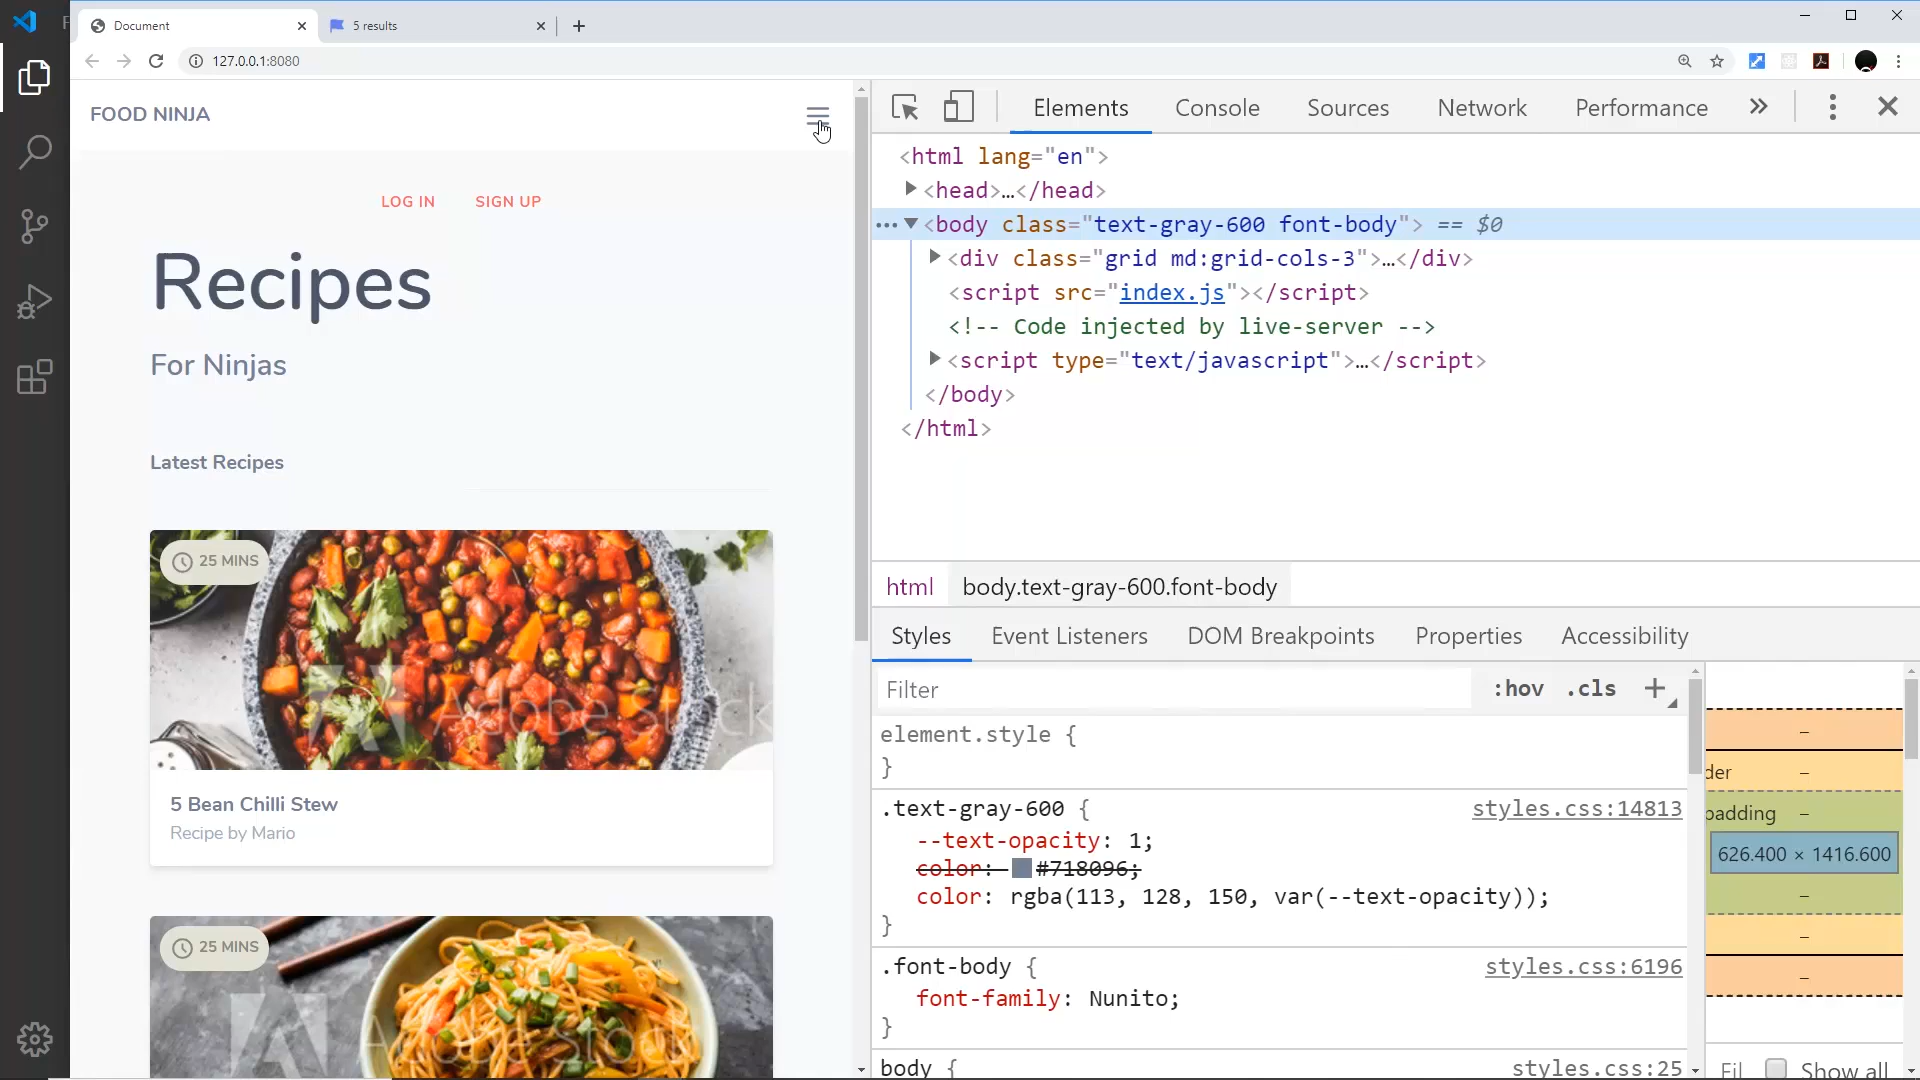 Document
5 results
127.0.0.1:8080
FOOD NINJA
LOG IN
SIGN UP
Recipes
For Ninjas
Latest Recipes
25 MINS
Adobe Stock
5 Bean Chilli Stew
Recipe by Mario
25 MINS
Adobe Stock
Elements
Console
Sources
Network
Performance
<html lang="en">
<head>…</head>
<body class="text-gray-600 font-body"> == $0
<div class="grid md:grid-cols-3">…</div>
<script src="index.js"></script>
<!-- Code injected by live-server -->
<script type="text/javascript">…</script>
</body>
</html>
html
body.text-gray-600.font-body
Styles
Event Listeners
DOM Breakpoints
Properties
Accessibility
Filter
:hov
.cls
element.style {
}
.text-gray-600 {
styles.css:14813
--text-opacity: 1;
color: #718096;
color: rgba(113, 128, 150, var(--text-opacity));
}
.font-body {
styles.css:6196
font-family: Nunito;
}
body {
styles.css:25
der –
–
padding –
626.400 × 1416.600
–
–
–
Fil
Show all